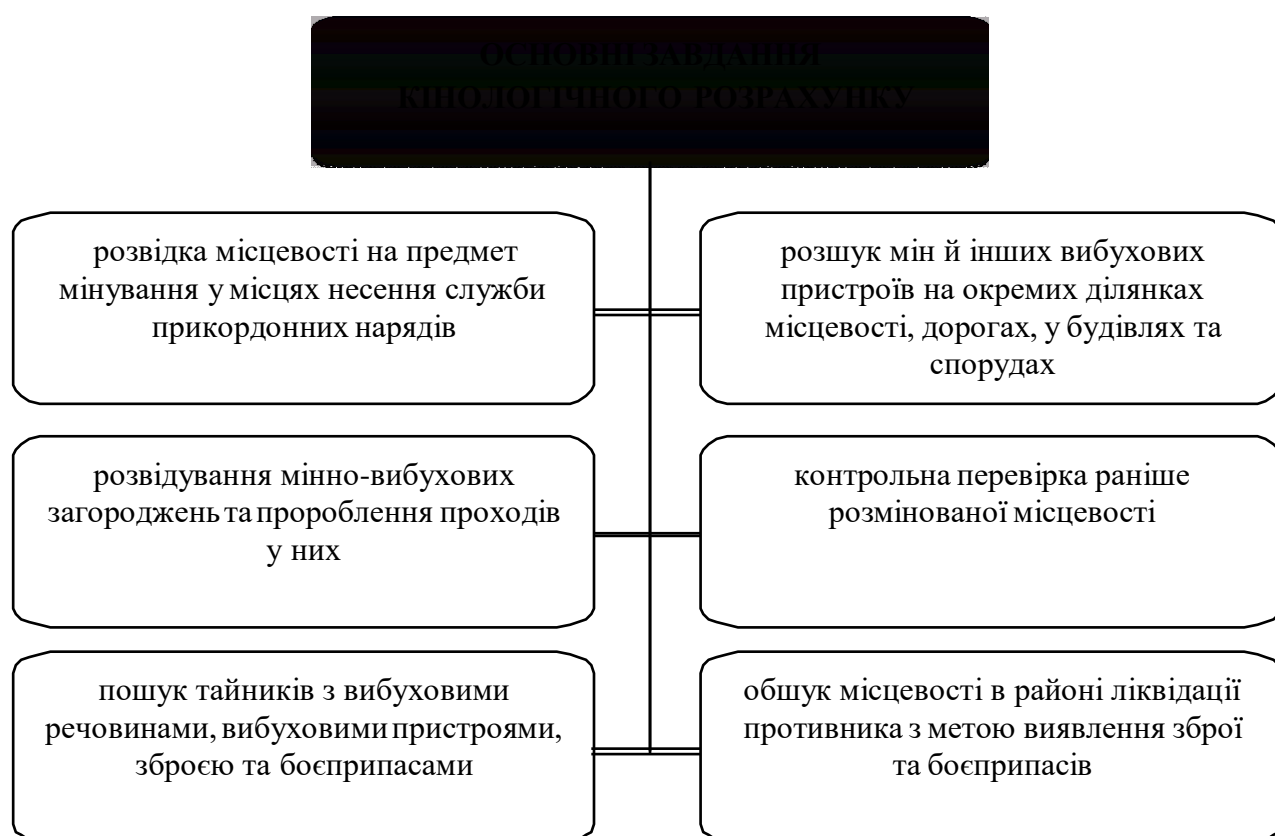 ОСНОВНІ ЗАВДАННЯ
КІНОЛОГІЧНОГО РОЗРАХУНКУ
розвідка місцевості на предмет
мінування у місцях несення служби
прикордонних нарядів
розшук мін й інших вибухових
пристроїв на окремих ділянках
місцевості, дорогах, у будівлях та
спорудах
розвідування мінно-вибухових
загороджень та пророблення проходів
у них
контрольна перевірка раніше
розмінованої місцевості
пошук тайників з вибуховими
речовинами, вибуховими пристроями,
зброєю та боєприпасами
обшук місцевості в районі ліквідації
противника з метою виявлення зброї
та боєприпасів